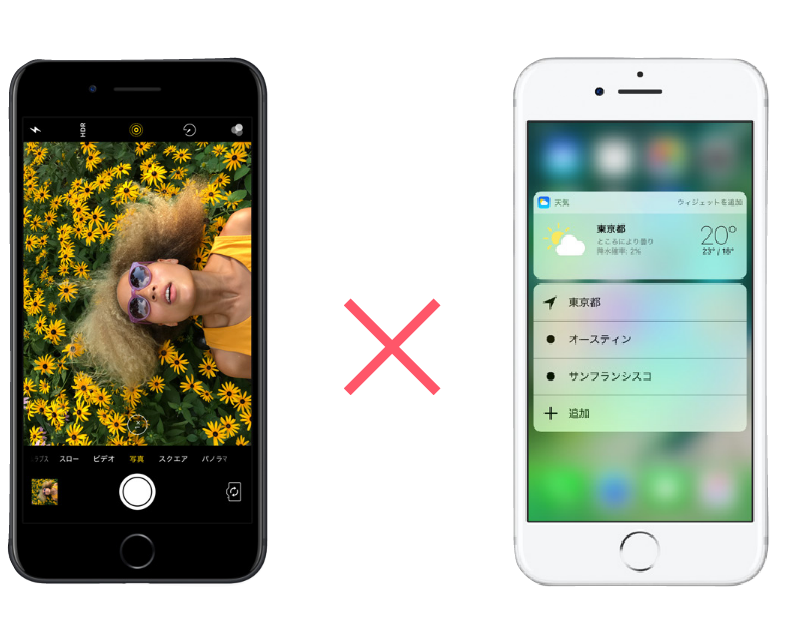 HDR
スロー ビデオ 写真 スクエア パノラマ
天気 ウィジェットを追加
東京都
ところにより曇り
降水確率: 2%
20°
23° / 18°
東京都
オースティン
サンフランシスコ
追加